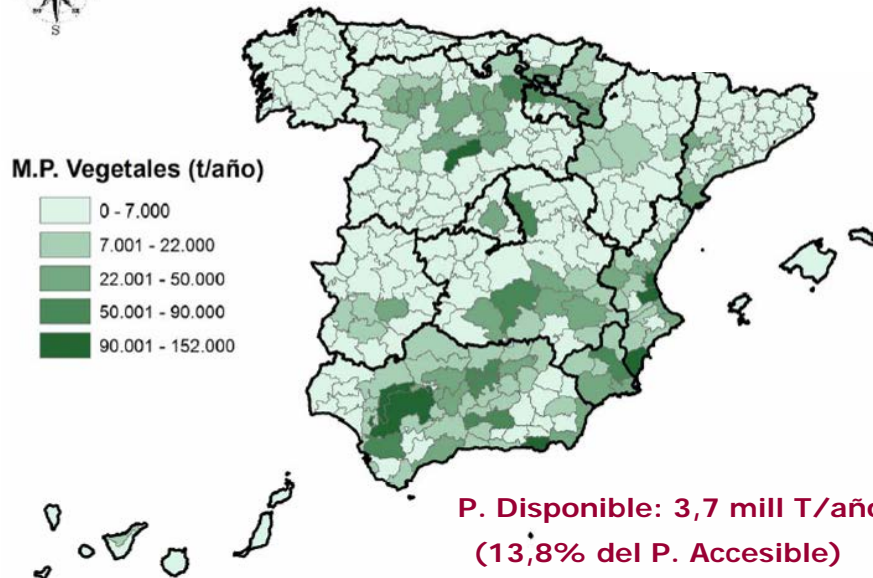 S
M.P. Vegetales (t/año)
0 - 7.000
7.001 - 22.000
22.001 - 50.000
50.001 - 90.000
90.001 - 152.000
P. Disponible: 3,7 mill T/año
(13,8% del P. Accesible)